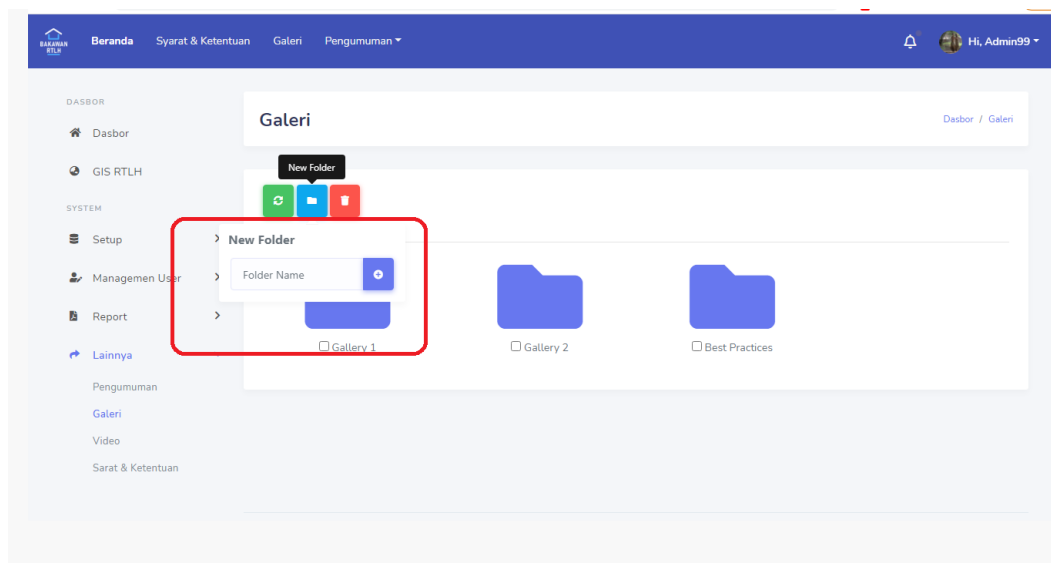 BAKAWAN
RTLH
Beranda Syarat & Ketentuan Galeri Pengumuman
Hi, Admin99
DASBOR
Dasbor
GIS RTLH
SYSTEM
Setup
Managemen User
Report
Lainnya
Pengumuman
Galeri
Video
Sarat & Ketentuan
Galeri
Dasbor / Galeri
New Folder
New Folder
Folder Name
Gallery 1
Gallery 2
Best Practices